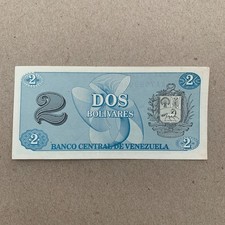 2 2
2 DOS
BOLIVARES
BANCO CENTRAL DE VENEZUELA
2 2